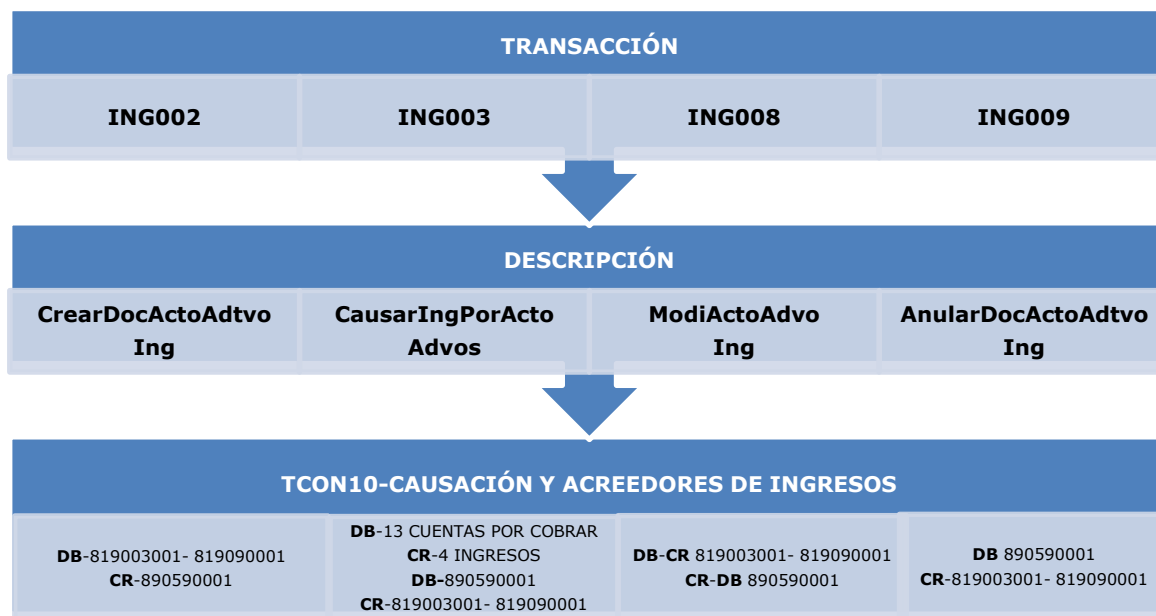 TRANSACCIÓN
ING002
ING003
ING008
ING009
DESCRIPCIÓN
CrearDocActoAdtvo
Ing
CausarIngPorActo
Advos
ModiActoAdvo
Ing
AnularDocActoAdtvo
Ing
TCON10-CAUSACIÓN Y ACREEDORES DE INGRESOS
DB-819003001- 819090001
CR-890590001
DB-13 CUENTAS POR COBRAR
CR-4 INGRESOS
DB-890590001
CR-819003001- 819090001
DB-CR 819003001- 819090001
CR-DB 890590001
DB 890590001
CR-819003001- 819090001